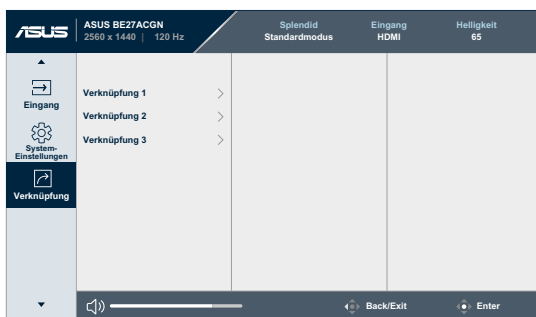 ASUS
ASUS BE27ACGN
2560 x 1440 | 120 Hz
Splendid
Standardmodus
Eingang
HDMI
Helligkeit
65
Eingang
System-
Einstellungen
Verknüpfung
Verknüpfung 1
Verknüpfung 2
Verknüpfung 3
Back/Exit
Enter